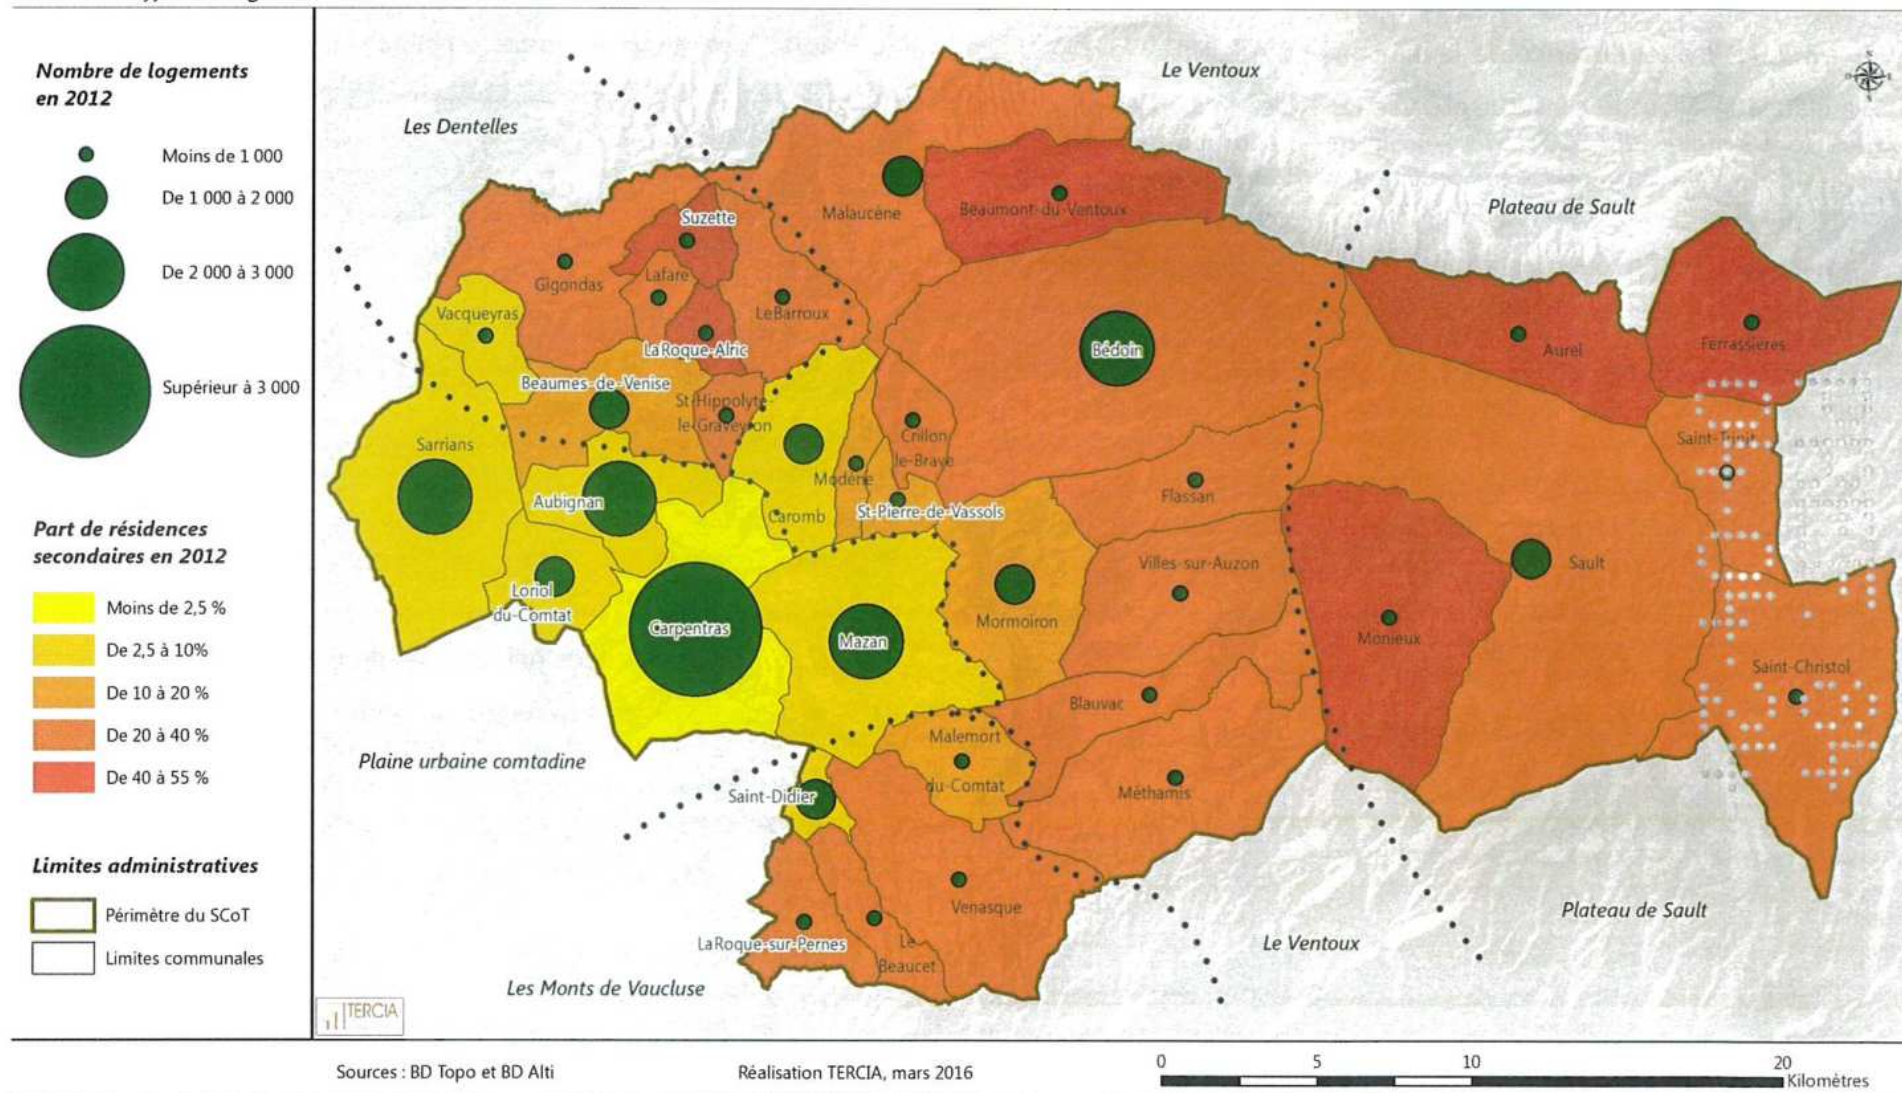 Nombre de logements
en 2012
Moins de 1 000
De 1 000 à 2 000
De 2 000 à 3 000
Supérieur à 3 000
Part de résidences
secondaires en 2012
Moins de 2,5 %
De 2,5 à 10%
De 10 à 20 %
De 20 à 40 %
De 40 à 55 %
Limites administratives
Périmètre du SCoT
Limites communales
Le Ventoux
Les Dentelles
Plateau de Sault
Malaucène
Beaumont-du-Ventoux
Suzette
Gigondas
Lafare
Le Barroux
Vacqueyras
La Roque-Alric
Bédoin
Aurel
Ferrassières
Beaumes-de-Venise
St-Hippolyte-
le-Graveyron
Sarrians
Crillon
le-Brave
Saint-Trinit
Modène
Flassan
Aubignan
Caromb
St-Pierre-de-Vassols
Loriol
du-Comtat
Villes-sur-Auzon
Sault
Carpentras
Mazan
Mormoiron
Monieux
Saint-Christol
Blauvac
Malemort
du-Comtat
Plaine urbaine comtadine
Saint-Didier
Méthamis
Venasque
La Roque-sur-Pernes
Le
Beaucet
Plateau de Sault
Le Ventoux
Les Monts de Vaucluse
TERCIA
Sources : BD Topo et BD Alti
Réalisation TERCIA, mars 2016
0 5 10 20
Kilomètres